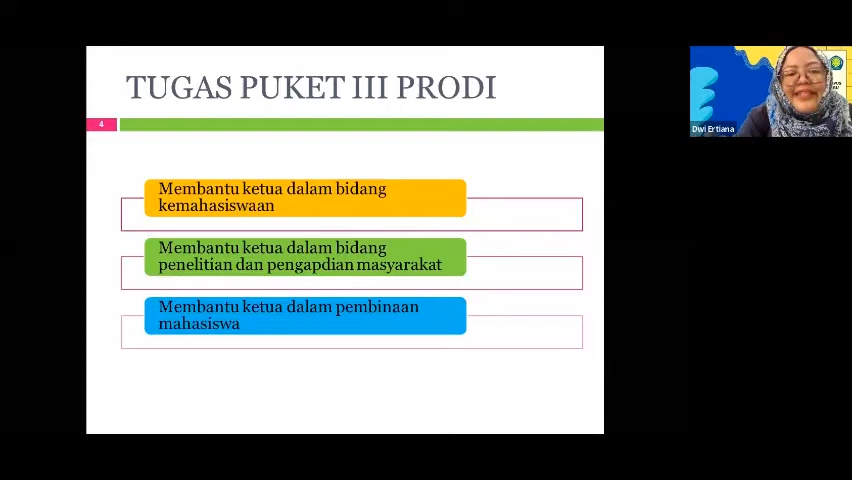 TUGAS PUKET III PRODI
4
Membantu ketua dalam bidang
kemahasiswaan
Membantu ketua dalam bidang
penelitian dan pengapdian masyarakat
Membantu ketua dalam pembinaan
mahasiswa
Dwi Ertiana